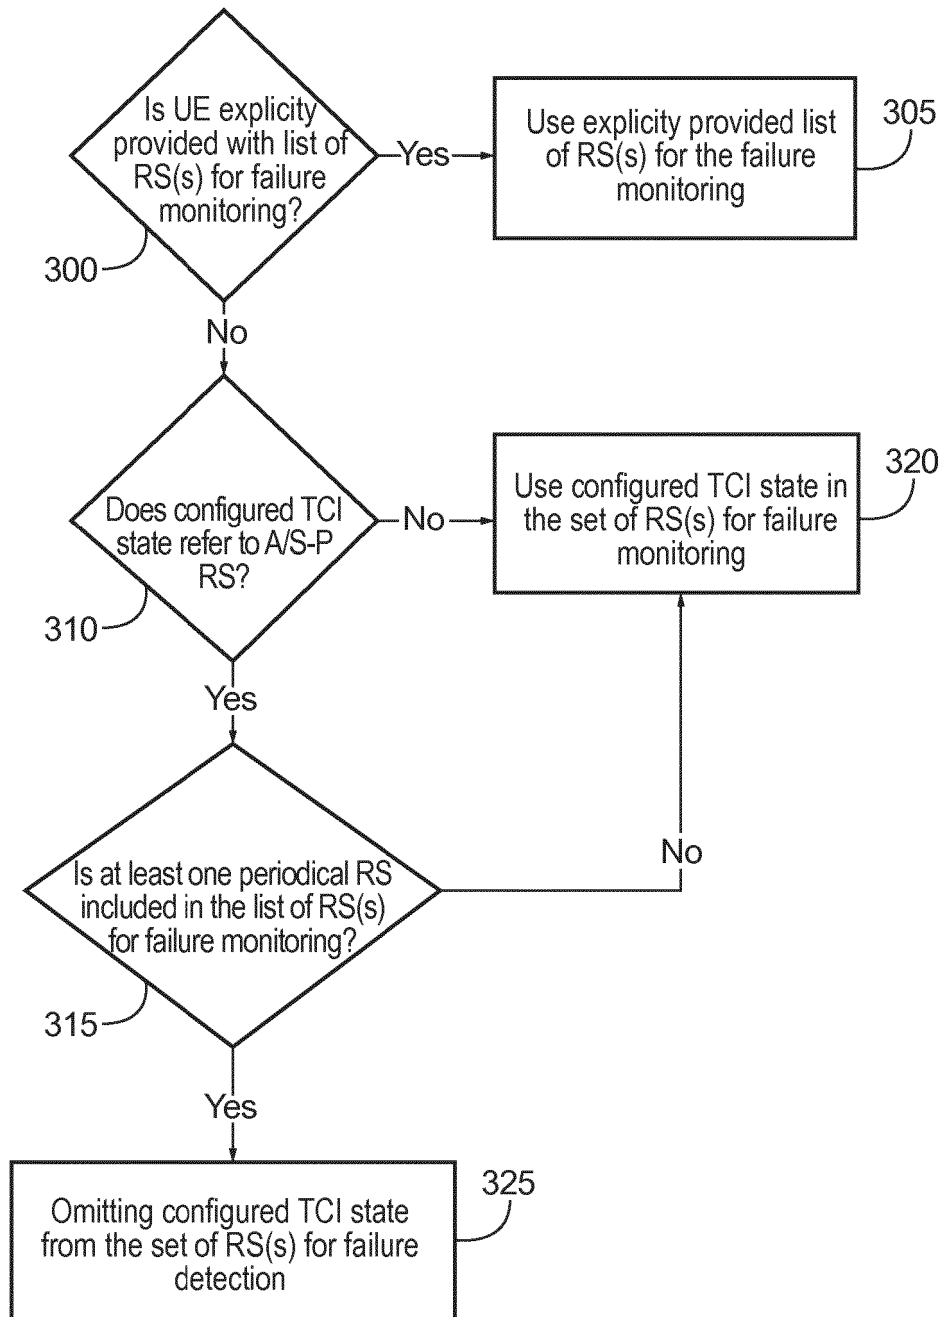 Is UE explicity
provided with list of
RS(s) for failure
monitoring?
300
Yes
Use explicity provided list
of RS(s) for the failure
monitoring
305
No
Does configured TCI
state refer to A/S-P
RS?
310
No
Use configured TCI state in
the set of RS(s) for failure
monitoring
320
Yes
Is at least one periodical RS
included in the list of RS(s)
for failure monitoring?
315
No
Yes
Omitting configured TCI state
from the set of RS(s) for failure
detection
325